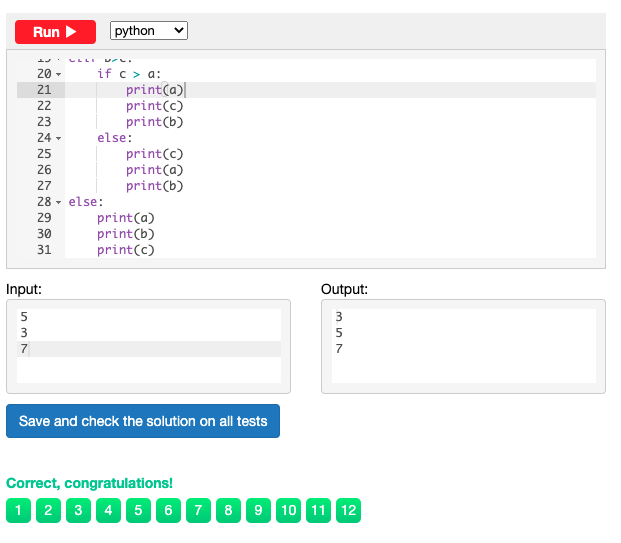 Run
python
20
if c > a:
21
print(a)
22
print(c)
23
print(b)
24
else:
25
print(c)
26
print(a)
27
print(b)
28 else:
29
print(a)
30
print(b)
31
print(c)
Input:
Output:
5
3
7
3
5
7
Save and check the solution on all tests
Correct, congratulations!
1 2 3 4 5 6 7 8 9 10 11 12